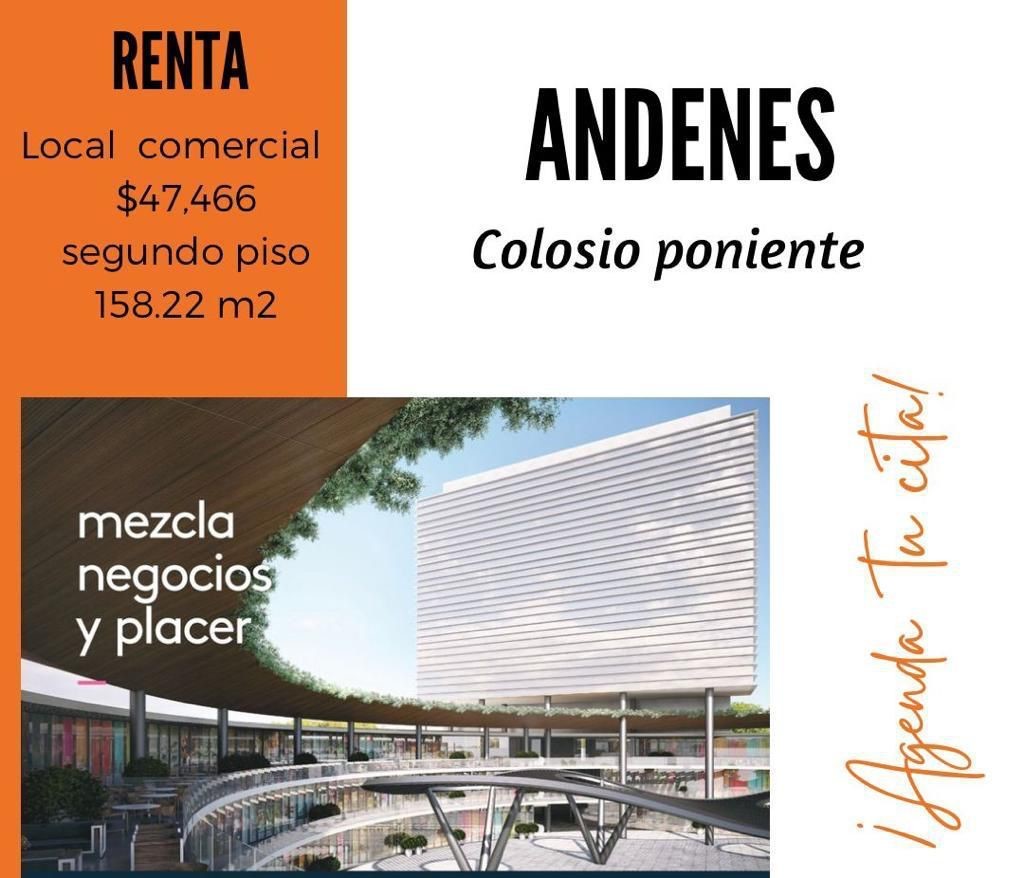 RENTA
Local comercial
$47,466
segundo piso
158.22 m2
ANDENES
Colosio poniente
mezcla
negocios
y placer
¡Agenda Tu cita!